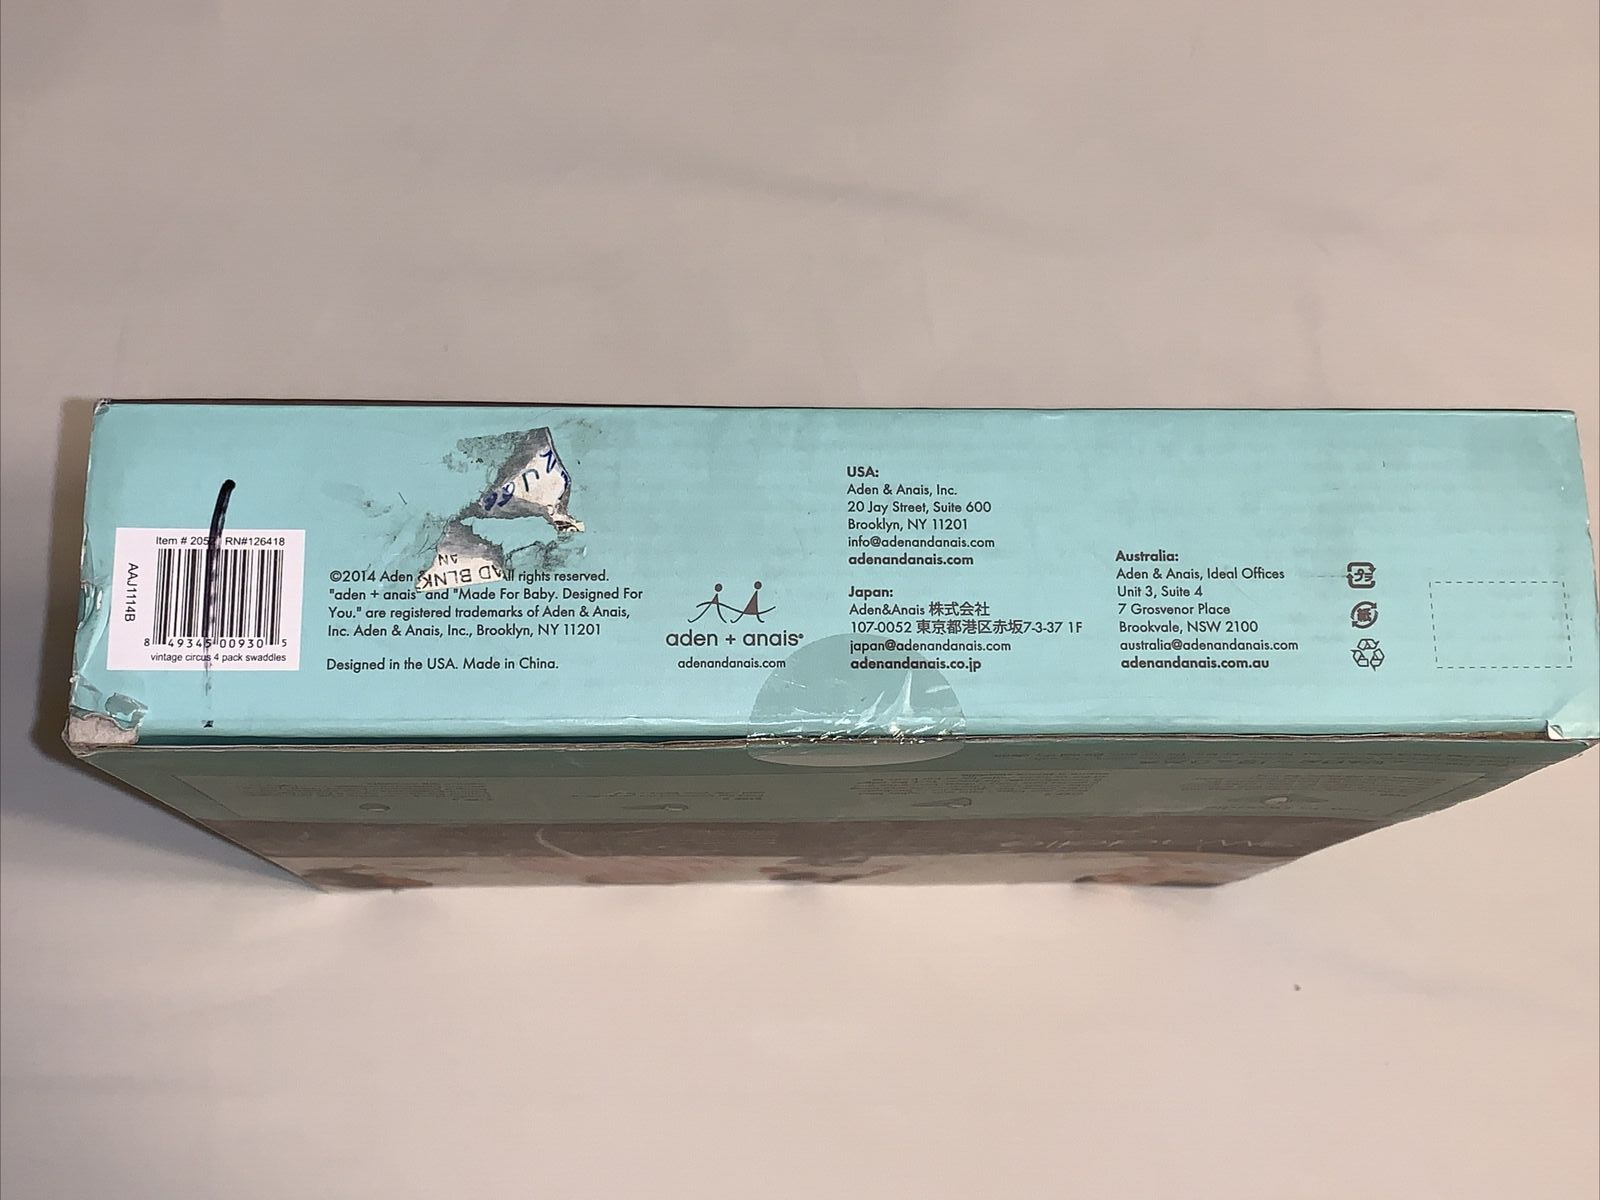 Item # 205 RN#126418
AAJ1114B
8 49345 00930 5
vintage circus 4 pack swaddles
AD BLNK
©2014 Aden & All rights reserved.
"aden + anais" and "Made For Baby. Designed For
You." are registered trademarks of Aden & Anais,
Inc. Aden & Anais, Inc., Brooklyn, NY 11201
Designed in the USA. Made in China.
aden + anais®
adenandanais.com
USA:
Aden & Anais, Inc.
20 Jay Street, Suite 600
Brooklyn, NY 11201
info@adenandanais.com
adenandanais.com
Japan:
Aden&Anais 株式会社
107-0052 東京都港区赤坂7-3-37 1F
japan@adenandanais.com
adenandanais.co.jp
Australia:
Aden & Anais, Ideal Offices
Unit 3, Suite 4
7 Grosvenor Place
Brookvale, NSW 2100
australia@adenandanais.com
adenandanais.com.au
プラ
紙